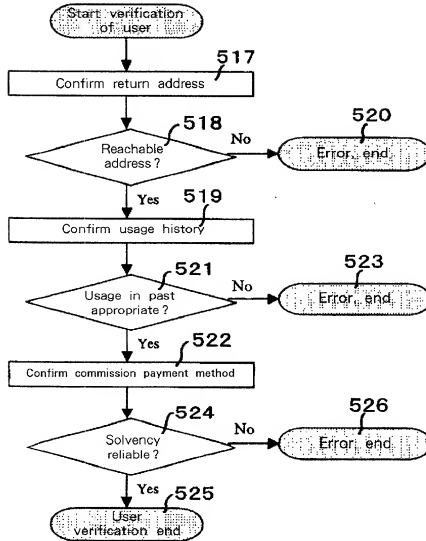 Start verification
of user
517
Confirm return address
518
Reachable
address?
No
520
Error, end
Yes
519
Confirm usage history
521
Usage in past
appropriate?
No
523
Error, end
Yes
522
Confirm commission payment method
524
Solvency
reliable?
No
526
Error, end
Yes
525
User
verification end